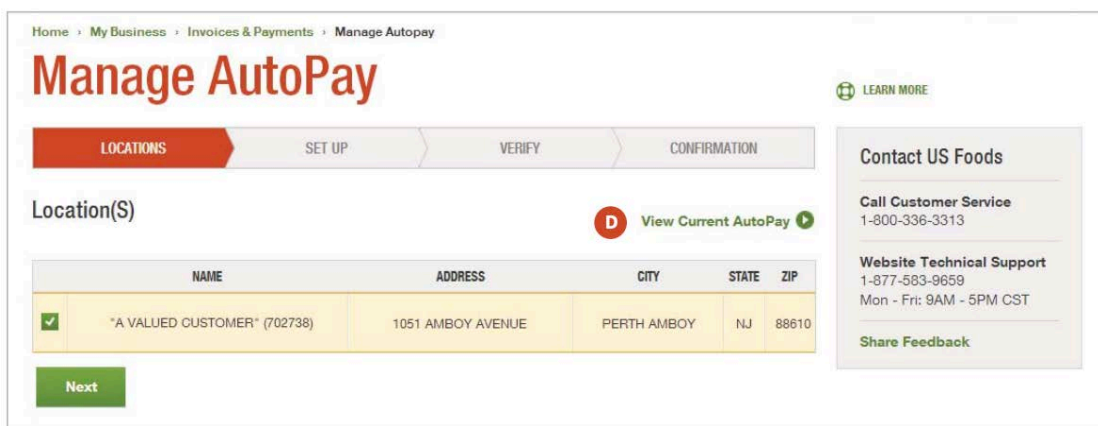 Home › My Business › Invoices & Payments › Manage Autopay
Manage AutoPay
LEARN MORE
LOCATIONS SET UP VERIFY CONFIRMATION
Location(S)
D View Current AutoPay
NAME ADDRESS CITY STATE ZIP
"A VALUED CUSTOMER" (702738) 1051 AMBOY AVENUE PERTH AMBOY NJ 88610
Next
Contact US Foods
Call Customer Service
1-800-336-3313
Website Technical Support
1-877-583-9659
Mon - Fri: 9AM - 5PM CST
Share Feedback